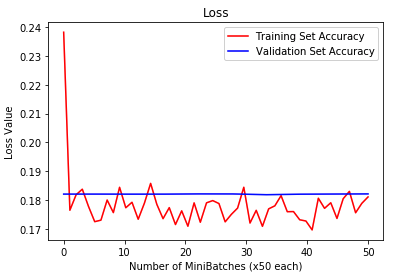 Loss
Training Set Accuracy
Validation Set Accuracy
Loss Value
0.24
0.23
0.22
0.21
0.20
0.19
0.18
0.17
0 10 20 30 40 50
Number of MiniBatches (x50 each)